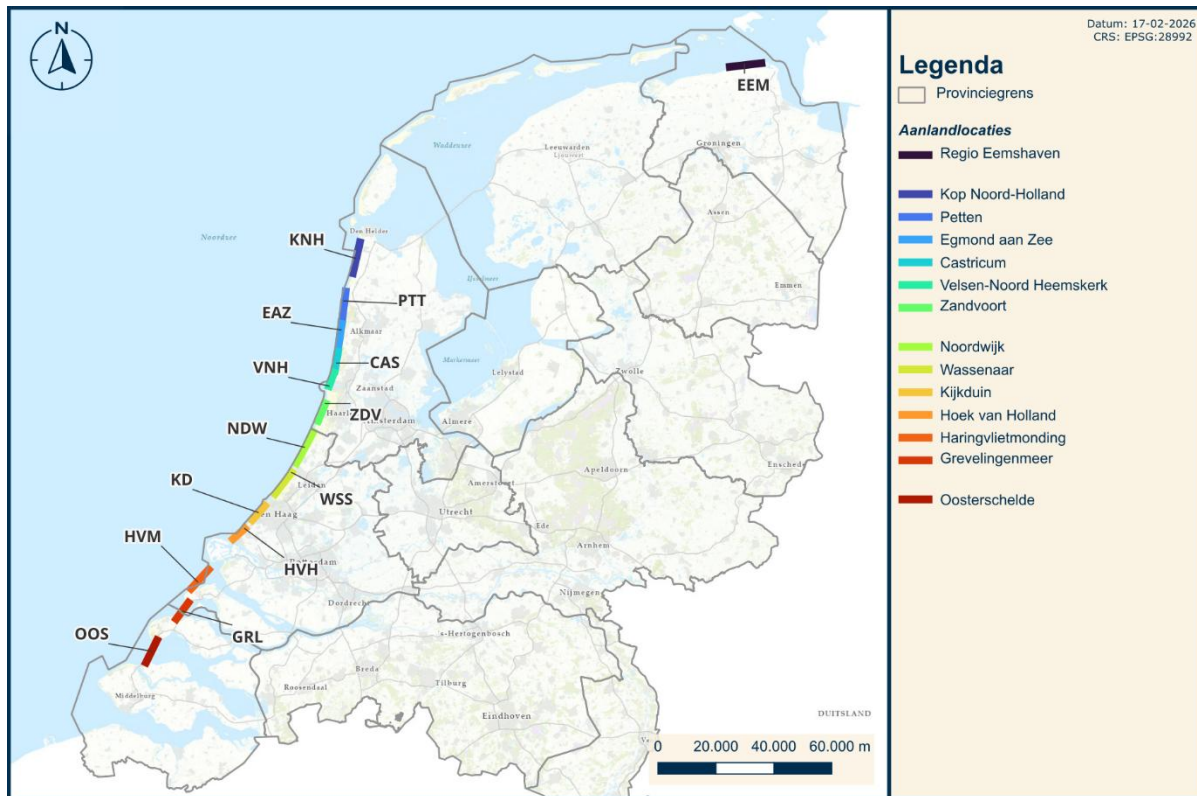 N
EEM
Groningen
Leeuwarden
Ljouwert
Waddenzee
Assen
Noordzee
Den Helder
KNH
IJsselmeer
Emmen
PTT
EAZ
Alkmaar
CAS
Markermeer
VNH
Lelystad
Zwolle
Zaanstad
ZDV
Haarle
Amsterdam
Almere
NDW
Apeldoorn
Enschede
KD
Leiden
WSS
Amersfoort
Den Haag
Utrecht
Ede
HVM
Arnhem
HVH
Rotterdam
Nijmegen
Dordrecht
OOS
GRL
's-Hertogenbosch
Breda
Tilburg
Middelburg
Roosendaal
Eindhoven
DUITSLAND
0 20.000 40.000 60.000 m
Datum: 17-02-2026
CRS: EPSG:28992
Legenda
Provinciegrens
Aanlandlocaties
Regio Eemshaven
Kop Noord-Holland
Petten
Egmond aan Zee
Castricum
Velsen-Noord Heemskerk
Zandvoort
Noordwijk
Wassenaar
Kijkduin
Hoek van Holland
Haringvlietmonding
Grevelingenmeer
Oosterschelde